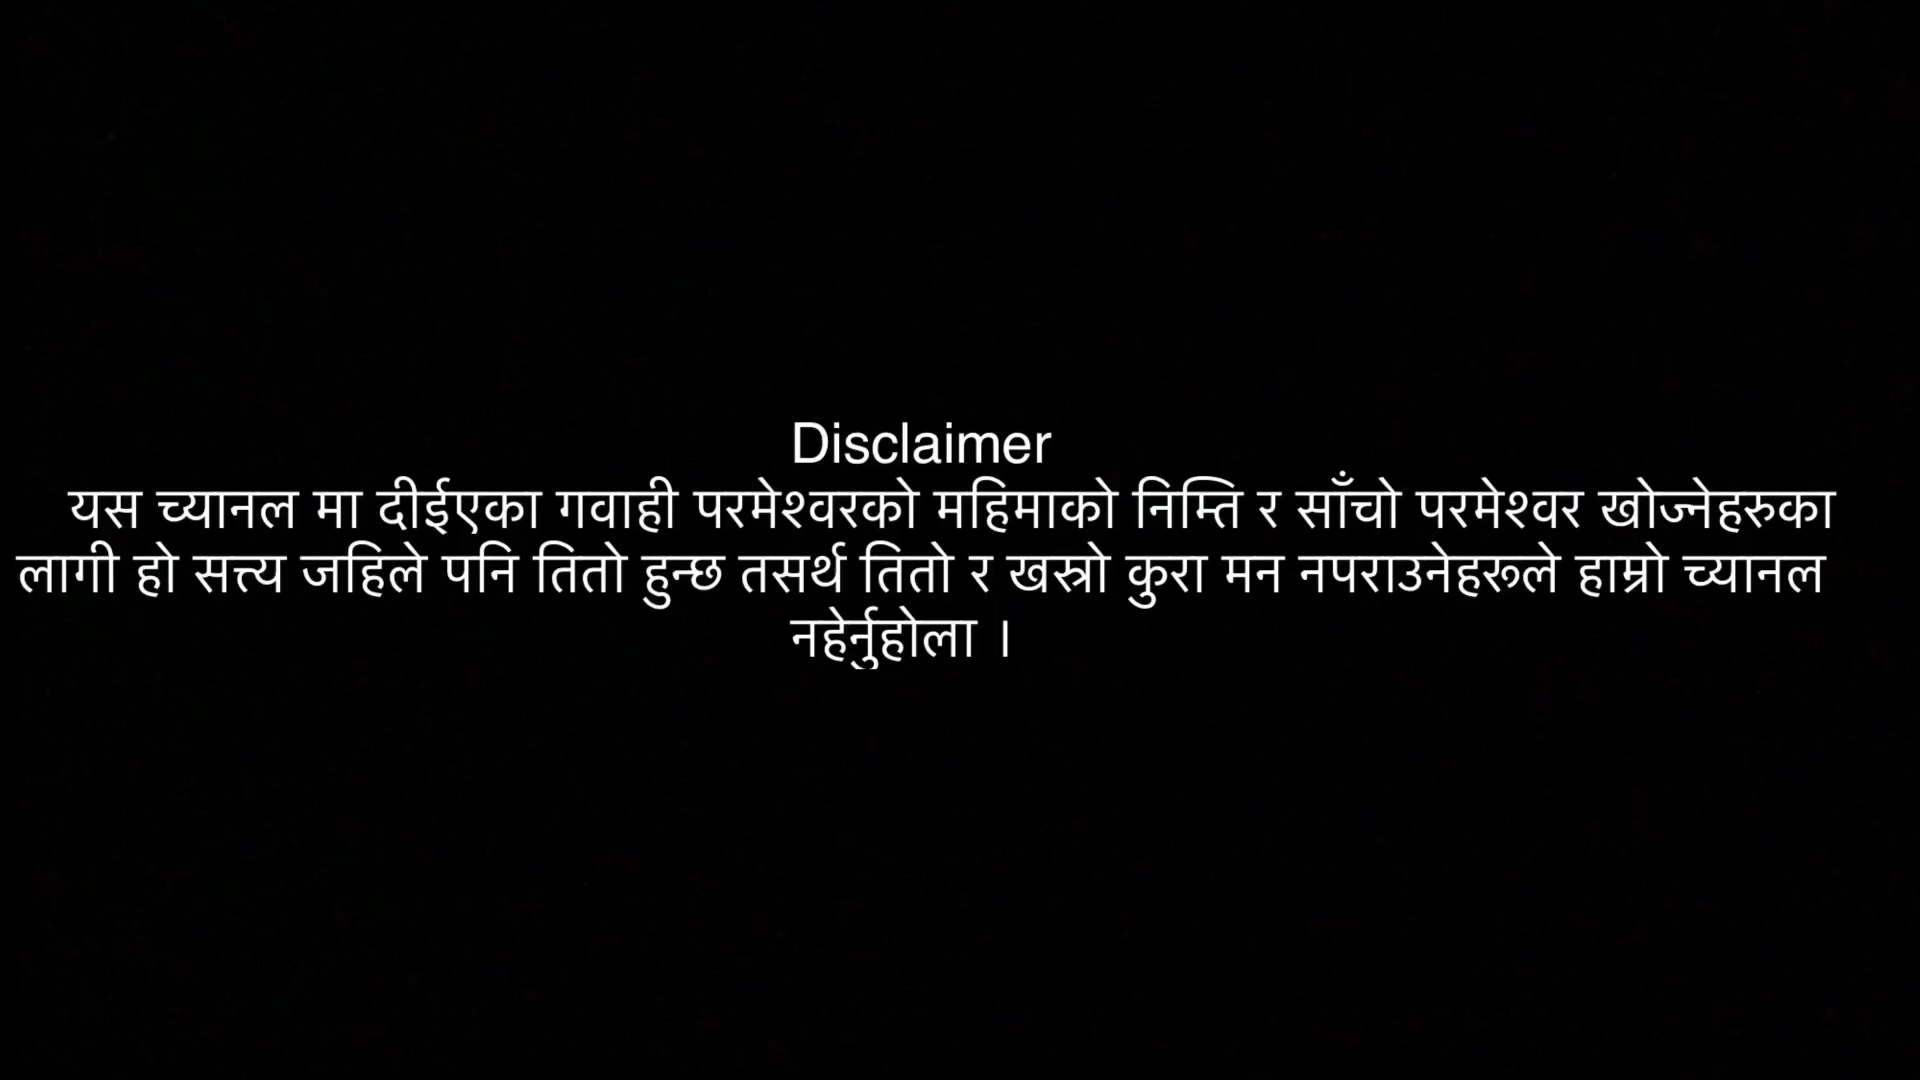 Disclaimer
यस च्यानल मा दीईएका गवाही परमेश्वरको महिमाको निम्ति र साँचो परमेश्वर खोज्नेहरुका
लागी हो सत्त्य जहिले पनि तितो हुन्छ तसर्थ तितो र खस्रो कुरा मन नपराउनेहरूले हाम्रो च्यानल
नहेर्नुहोला ।